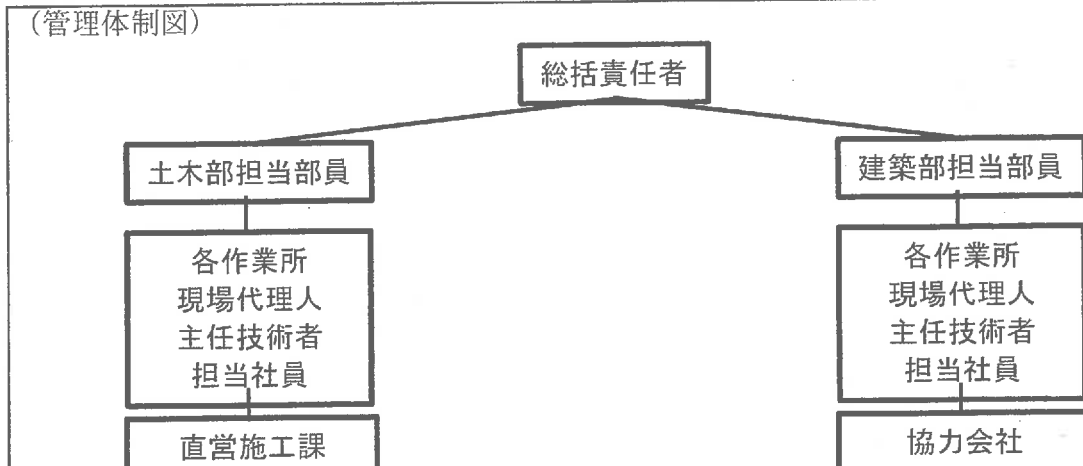 （管理体制図）
総括責任者
土木部担当部員
建築部担当部員
各作業所
現場代理人
主任技術者
担当社員
各作業所
現場代理人
主任技術者
担当社員
直営施工課
協力会社